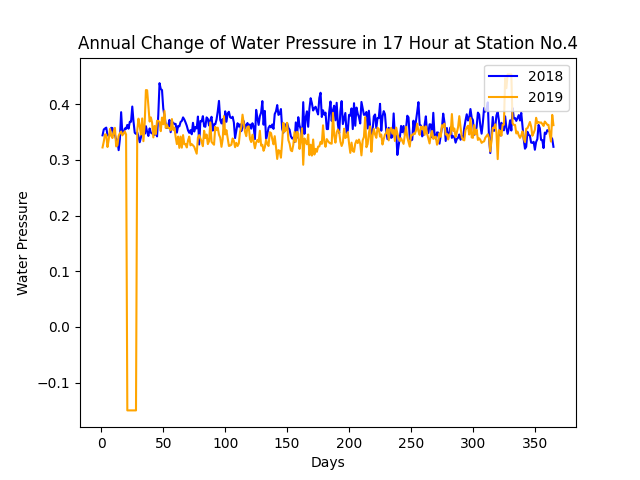 Annual Change of Water Pressure in 17 Hour at Station No.4
2018
2019
0.4
0.3
0.2
0.1
0.0
−0.1
Water Pressure
0 50 100 150 200 250 300 350
Days